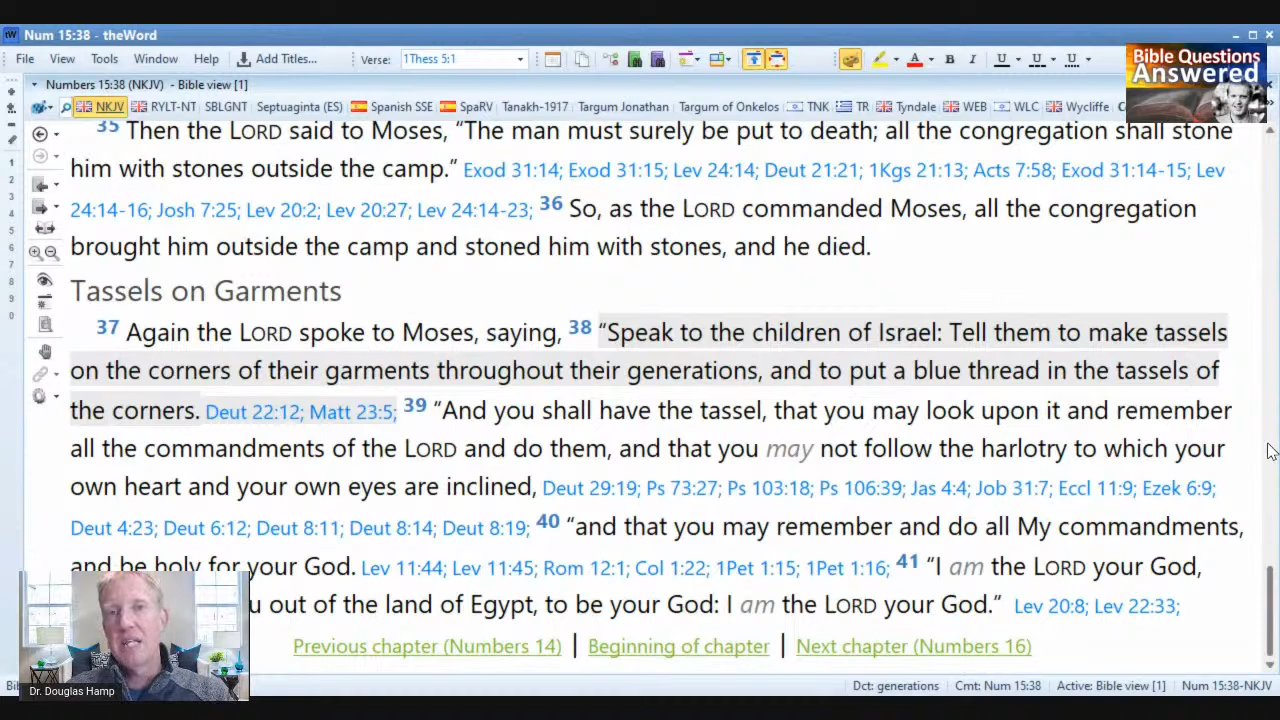 Num 15:38 - theWord
File View Tools Window Help Add Titles... Verse: 1Thess 5:1
Bible Questions
Answered
Numbers 15:38 (NKJV) - Bible view [1]
NKJV RYLT-NT SBLGNT Septuaginta (ES) Spanish SSE SpaRV Tanakh-1917 Targum Jonathan Targum of Onkelos TNK TR Tyndale WEB WLC Wycliffe
35 Then the LORD said to Moses, “The man must surely be put to death; all the congregation shall stone
him with stones outside the camp.” Exod 31:14; Exod 31:15; Lev 24:14; Deut 21:21; 1Kgs 21:13; Acts 7:58; Exod 31:14-15; Lev
24:14-16; Josh 7:25; Lev 20:2; Lev 20:27; Lev 24:14-23; 36 So, as the LORD commanded Moses, all the congregation
brought him outside the camp and stoned him with stones, and he died.
Tassels on Garments
37 Again the LORD spoke to Moses, saying, 38 “Speak to the children of Israel: Tell them to make tassels
on the corners of their garments throughout their generations, and to put a blue thread in the tassels of
the corners. Deut 22:12; Matt 23:5; 39 “And you shall have the tassel, that you may look upon it and remember
all the commandments of the LORD and do them, and that you may not follow the harlotry to which your
own heart and your own eyes are inclined, Deut 29:19; Ps 73:27; Ps 103:18; Ps 106:39; Jas 4:4; Job 31:7; Eccl 11:9; Ezek 6:9;
Deut 4:23; Deut 6:12; Deut 8:11; Deut 8:14; Deut 8:19; 40 “and that you may remember and do all My commandments,
and be holy for your God. Lev 11:44; Lev 11:45; Rom 12:1; Col 1:22; 1Pet 1:15; 1Pet 1:16; 41 “I am the LORD your God,
u out of the land of Egypt, to be your God: I am the LORD your God.” Lev 20:8; Lev 22:33;
Previous chapter (Numbers 14) | Beginning of chapter | Next chapter (Numbers 16)
Dr. Douglas Hamp
Dct: generations Cmt: Num 15:38 Active: Bible view [1] Num 15:38-NKJV